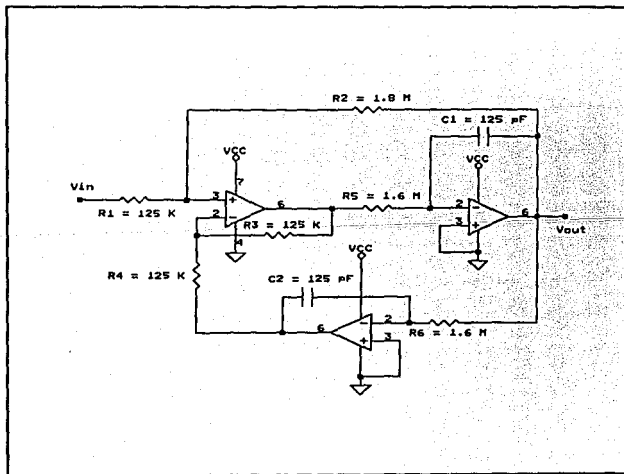 R2 = 1.8 M
C1 = 125 pF
VCC
VCC
7
Vin
3
+
6
R5 = 1.6 M
2
-
R1 = 125 K
2
-
R3 = 125 K
3
+
6
Vout
4
VCC
R4 = 125 K
C2 = 125 pF
6
-
2
+
3
R6 = 1.6 M